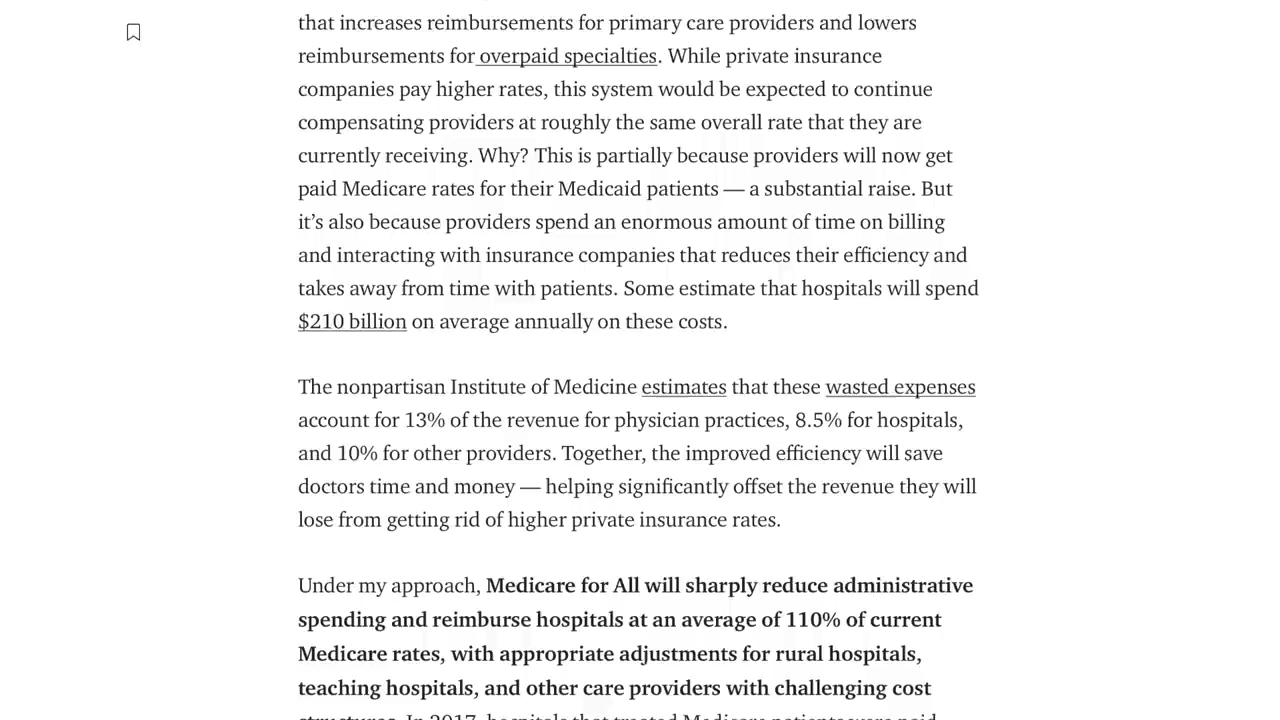 that increases reimbursements for primary care providers and lowers
reimbursements for overpaid specialties. While private insurance
companies pay higher rates, this system would be expected to continue
compensating providers at roughly the same overall rate that they are
currently receiving. Why? This is partially because providers will now get
paid Medicare rates for their Medicaid patients — a substantial raise. But
it’s also because providers spend an enormous amount of time on billing
and interacting with insurance companies that reduces their efficiency and
takes away from time with patients. Some estimate that hospitals will spend
$210 billion on average annually on these costs.
The nonpartisan Institute of Medicine estimates that these wasted expenses
account for 13% of the revenue for physician practices, 8.5% for hospitals,
and 10% for other providers. Together, the improved efficiency will save
doctors time and money — helping significantly offset the revenue they will
lose from getting rid of higher private insurance rates.
Under my approach, Medicare for All will sharply reduce administrative
spending and reimburse hospitals at an average of 110% of current
Medicare rates, with appropriate adjustments for rural hospitals,
teaching hospitals, and other care providers with challenging cost
structures. In 2017, hospitals that treated Medicare patients were paid